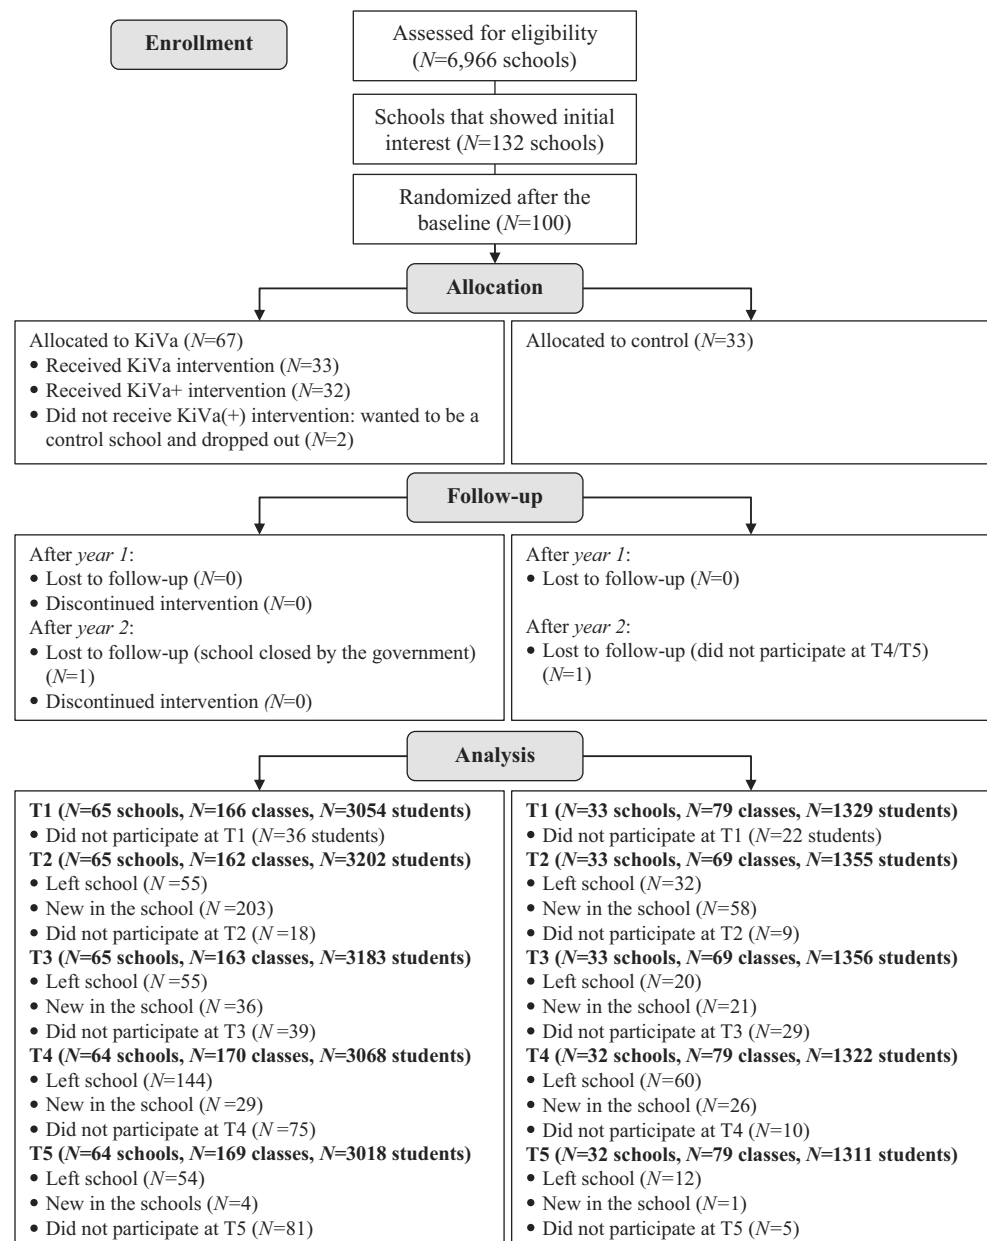 Enrollment
Assessed for eligibility
(N=6,966 schools)
Schools that showed initial
interest (N=132 schools)
Randomized after the
baseline (N=100)
Allocation
Allocated to KiVa (N=67)
• Received KiVa intervention (N=33)
• Received KiVa+ intervention (N=32)
• Did not receive KiVa(+) intervention: wanted to be a
control school and dropped out (N=2)
Allocated to control (N=33)
Follow-up
After year 1:
• Lost to follow-up (N=0)
• Discontinued intervention (N=0)
After year 2:
• Lost to follow-up (school closed by the government)
(N=1)
• Discontinued intervention (N=0)
After year 1:
• Lost to follow-up (N=0)
After year 2:
• Lost to follow-up (did not participate at T4/T5)
(N=1)
Analysis
T1 (N=65 schools, N=166 classes, N=3054 students)
• Did not participate at T1 (N=36 students)
T2 (N=65 schools, N=162 classes, N=3202 students)
• Left school (N =55)
• New in the school (N =203)
• Did not participate at T2 (N =18)
T3 (N=65 schools, N=163 classes, N=3183 students)
• Left school (N =55)
• New in the school (N =36)
• Did not participate at T3 (N =39)
T4 (N=64 schools, N=170 classes, N=3068 students)
• Left school (N=144)
• New in the school (N =29)
• Did not participate at T4 (N =75)
T5 (N=64 schools, N=169 classes, N=3018 students)
• Left school (N=54)
• New in the schools (N=4)
• Did not participate at T5 (N=81)
T1 (N=33 schools, N=79 classes, N=1329 students)
• Did not participate at T1 (N=22 students)
T2 (N=33 schools, N=69 classes, N=1355 students)
• Left school (N=32)
• New in the school (N=58)
• Did not participate at T2 (N=9)
T3 (N=33 schools, N=69 classes, N=1356 students)
• Left school (N=20)
• New in the school (N=21)
• Did not participate at T3 (N=29)
T4 (N=32 schools, N=79 classes, N=1322 students)
• Left school (N=60)
• New in the school (N=26)
• Did not participate at T4 (N=10)
T5 (N=32 schools, N=79 classes, N=1311 students)
• Left school (N=12)
• New in the school (N=1)
• Did not participate at T5 (N=5)